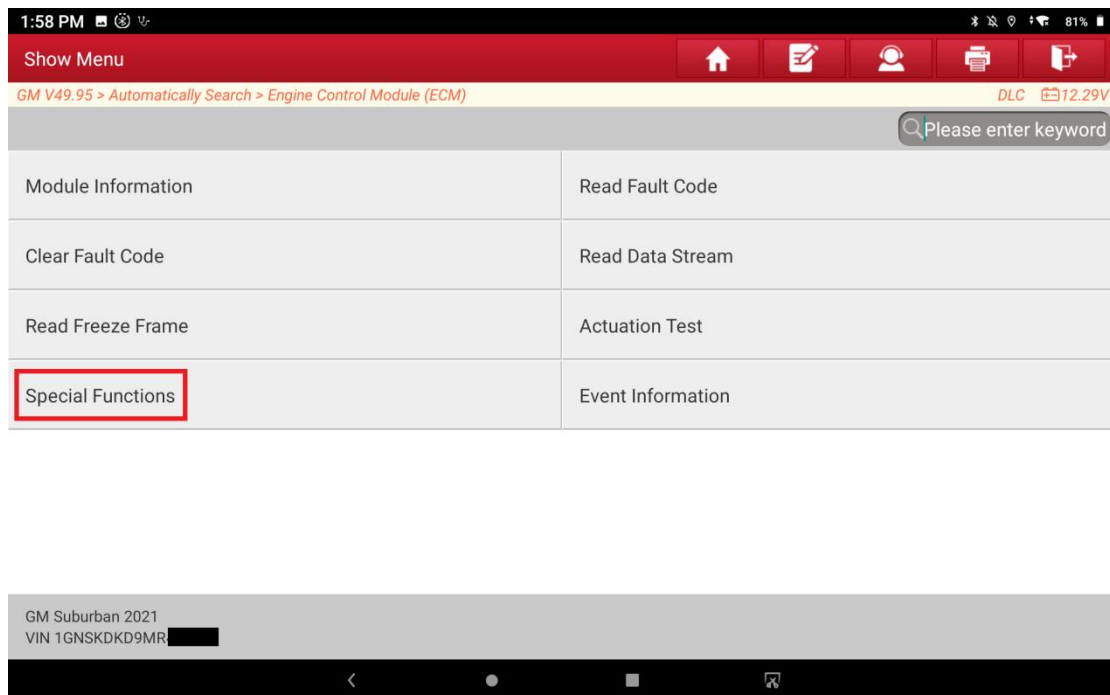 1:58 PM 81%
Show Menu
GM V49.95 > Automatically Search > Engine Control Module (ECM) DLC 12.29V
Please enter keyword
Module Information Read Fault Code
Clear Fault Code Read Data Stream
Read Freeze Frame Actuation Test
Special Functions Event Information
GM Suburban 2021
VIN 1GNSKDKD9MR